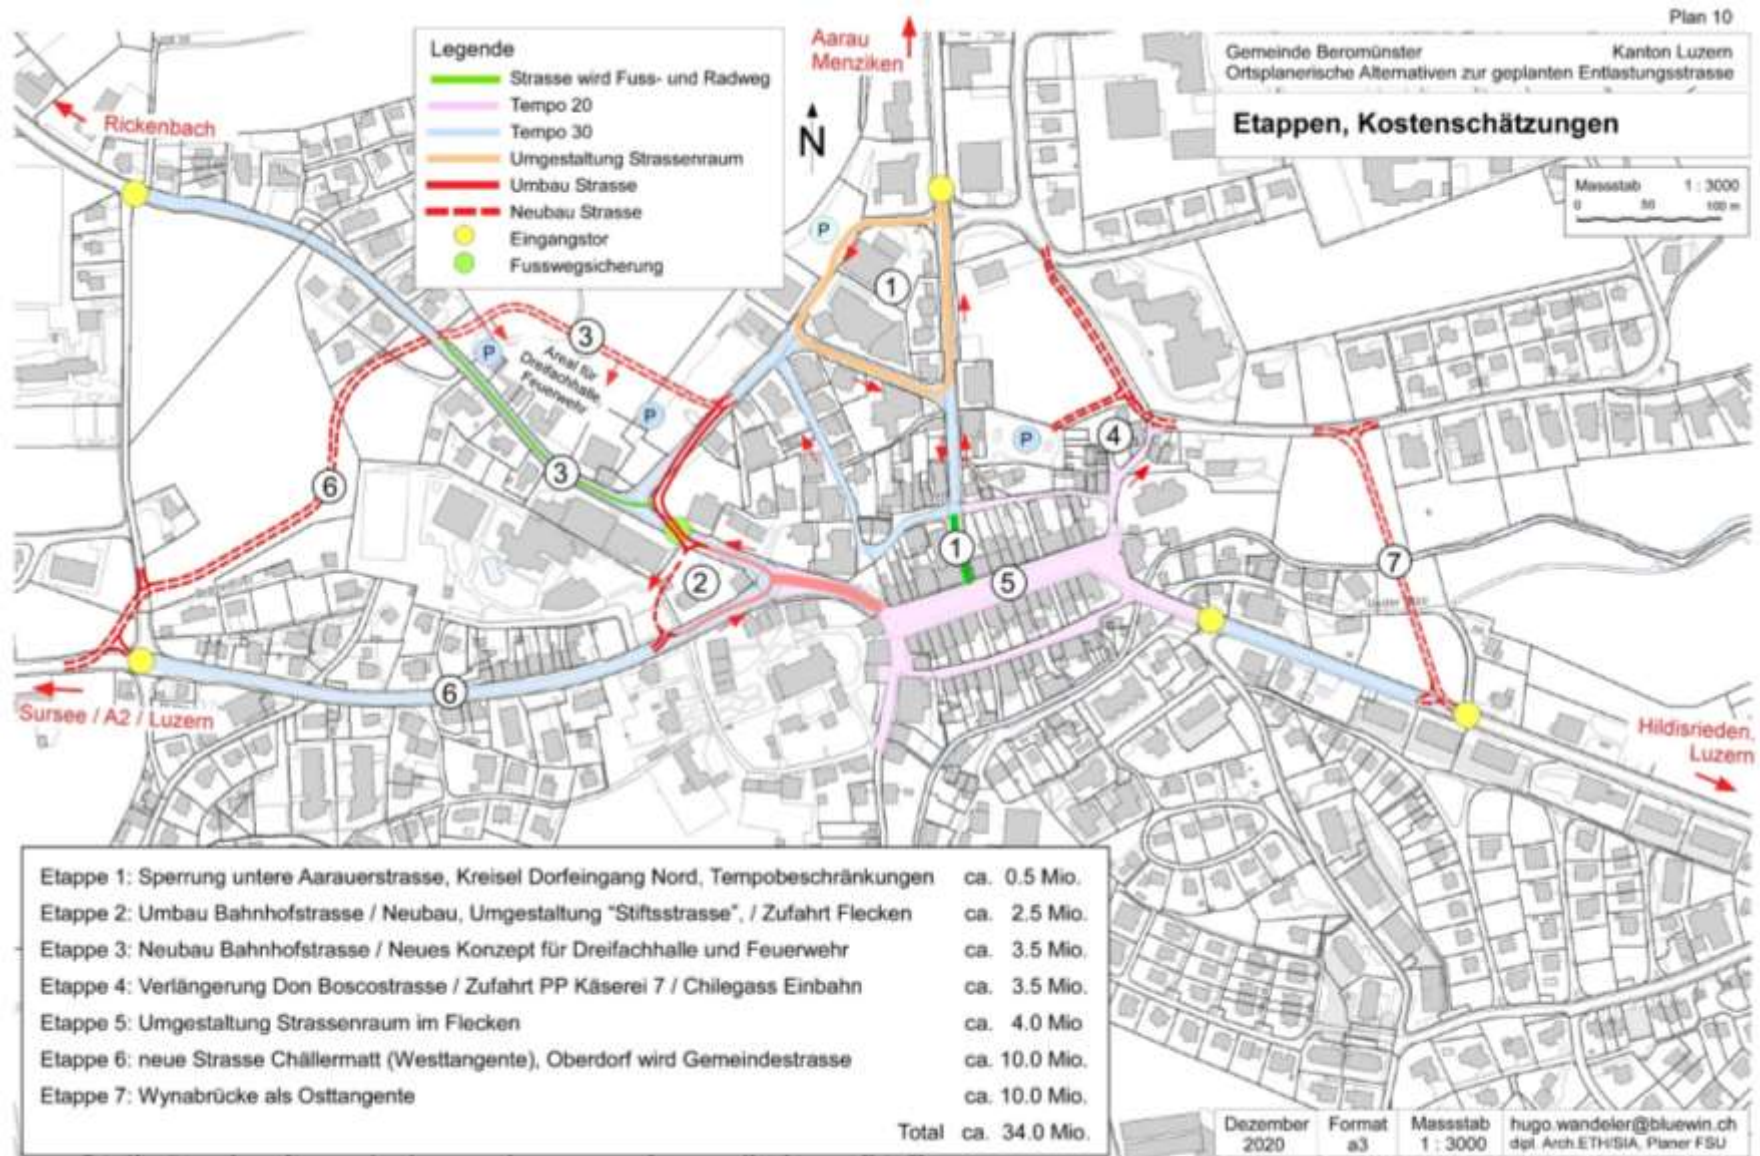 Plan 10
Gemeinde Beromünster Kanton Luzern
Ortsplanerische Alternativen zur geplanten Entlastungsstrasse
Etappen, Kostenschätzungen
Massstab 1 : 3000
0 50 100 m
Legende
Strasse wird Fuss- und Radweg
Tempo 20
Tempo 30
Umgestaltung Strassenraum
Umbau Strasse
Neubau Strasse
Eingangstor
Fusswegsicherung
Aarau
Menziken
N
Rickenbach
P
1
3
P
Areal für
Dreifachhalle,
Feuerwehr
P
P
4
3
6
1
2
5
7
6
Sursee / A2 / Luzern
Hildisrieden,
Luzern
Etappe 1: Sperrung untere Aarauerstrasse, Kreisel Dorfeingang Nord, Tempobeschränkungen ca. 0.5 Mio.
Etappe 2: Umbau Bahnhofstrasse / Neubau, Umgestaltung "Stiftsstrasse", / Zufahrt Flecken ca. 2.5 Mio.
Etappe 3: Neubau Bahnhofstrasse / Neues Konzept für Dreifachhalle und Feuerwehr ca. 3.5 Mio.
Etappe 4: Verlängerung Don Boscostrasse / Zufahrt PP Käserei 7 / Chilegass Einbahn ca. 3.5 Mio.
Etappe 5: Umgestaltung Strassenraum im Flecken ca. 4.0 Mio
Etappe 6: neue Strasse Chällermatt (Westtangente), Oberdorf wird Gemeindestrasse ca. 10.0 Mio.
Etappe 7: Wynabrücke als Osttangente ca. 10.0 Mio.
Total ca. 34.0 Mio.
Dezember Format Massstab hugo.wandeler@bluewin.ch
2020 a3 1 : 3000 dipl. Arch.ETH/SIA, Planer FSU